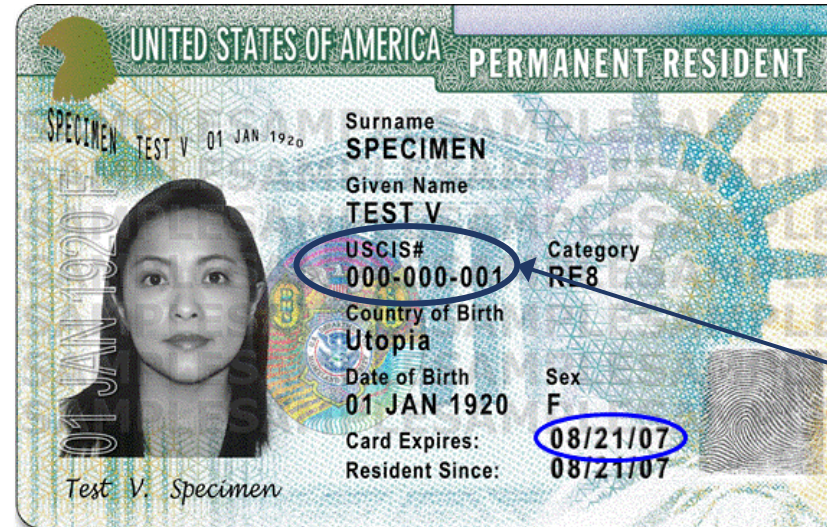 UNITED STATES OF AMERICA
PERMANENT RESIDENT
SPECIMEN TEST V 01 JAN 1920
Surname
SPECIMEN
Given Name
TEST V
USCIS# Category
000-000-001 RE8
Country of Birth
Utopia
Date of Birth Sex
01 JAN 1920 F
Card Expires: 08/21/07
Resident Since: 08/21/07
01 JAN 1920 F
Test V. Specimen